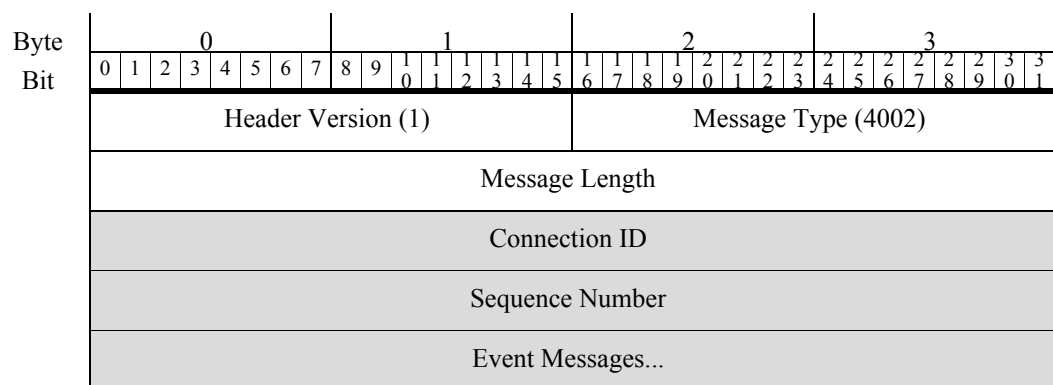 Byte 0 1 2 3
Bit 0 1 2 3 4 5 6 7 8 9 10 11 12 13 14 15 16 17 18 19 20 21 22 23 24 25 26 27 28 29 30 31
Header Version (1) Message Type (4002)
Message Length
Connection ID
Sequence Number
Event Messages...